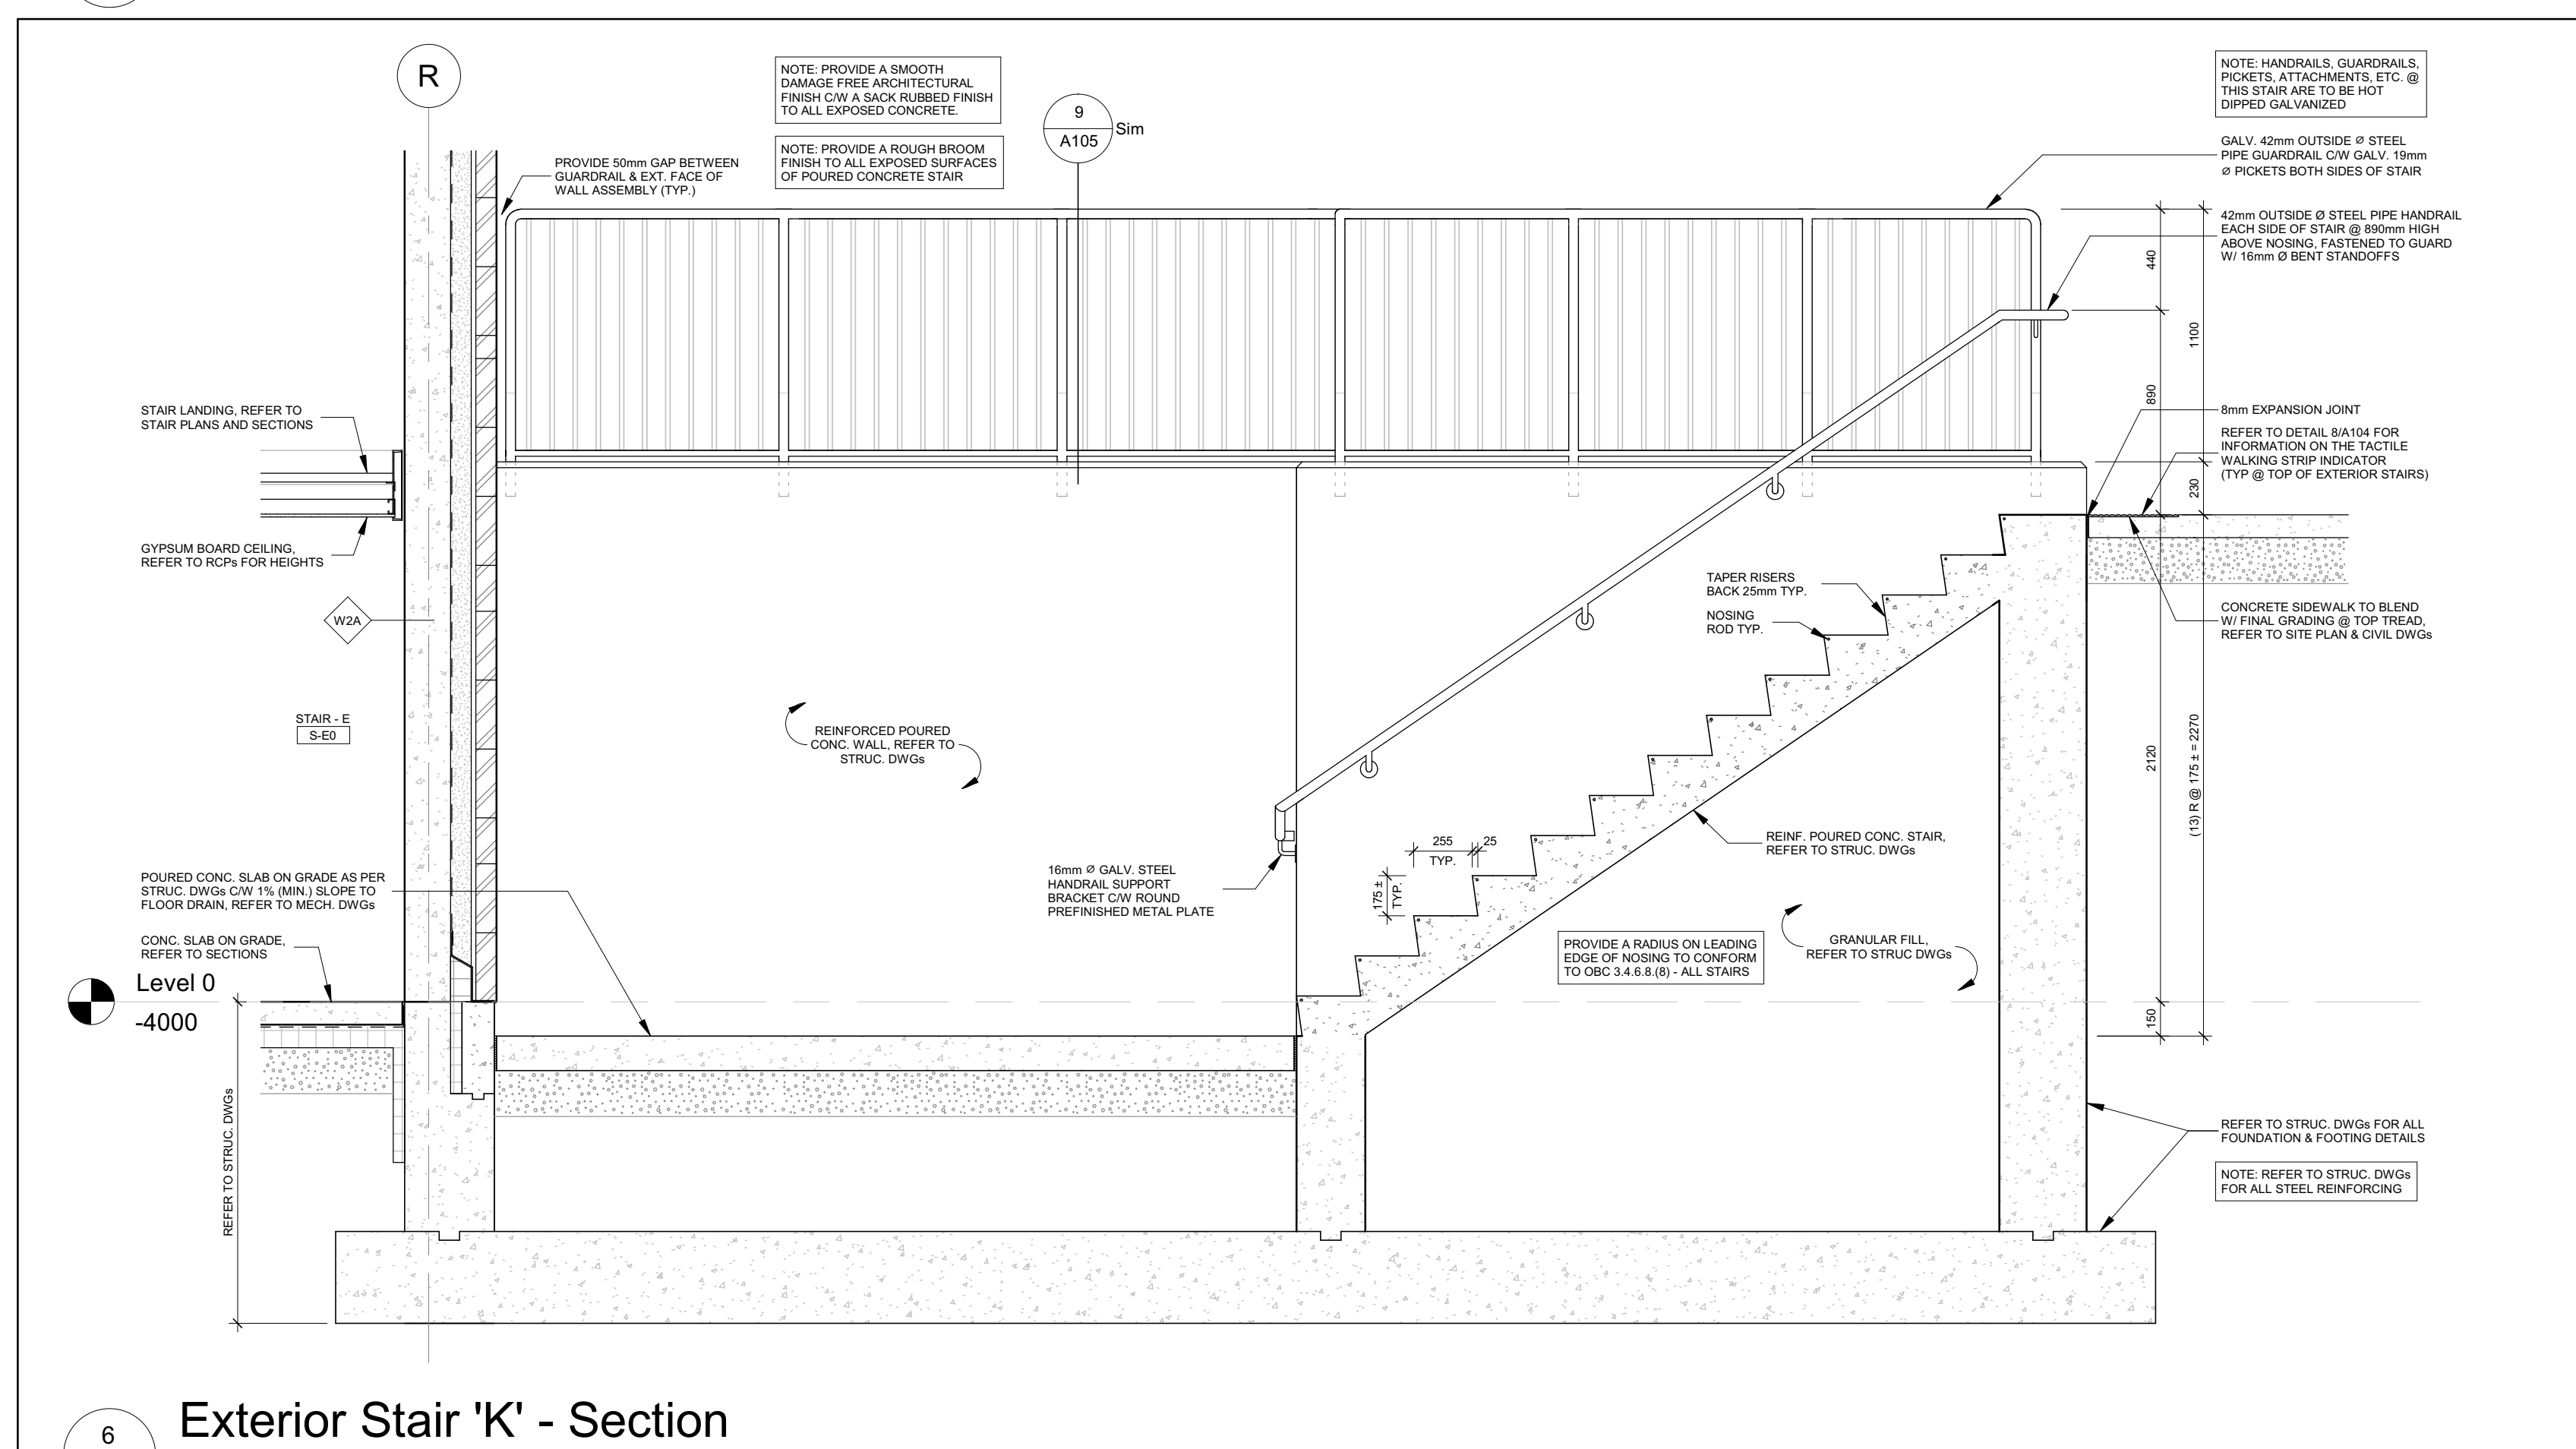 R
NOTE: PROVIDE A SMOOTH
DAMAGE FREE ARCHITECTURAL
FINISH C/W A SACK RUBBED FINISH
TO ALL EXPOSED CONCRETE.
NOTE: PROVIDE A ROUGH BROOM
FINISH TO ALL EXPOSED SURFACES
OF POURED CONCRETE STAIR
9
A105
Sim
PROVIDE 50mm GAP BETWEEN
GUARDRAIL & EXT. FACE OF
WALL ASSEMBLY (TYP.)
NOTE: HANDRAILS, GUARDRAILS,
PICKETS, ATTACHMENTS, ETC. @
THIS STAIR ARE TO BE HOT
DIPPED GALVANIZED
GALV. 42mm OUTSIDE Ø STEEL
PIPE GUARDRAIL C/W GALV. 19mm
Ø PICKETS BOTH SIDES OF STAIR
42mm OUTSIDE Ø STEEL PIPE HANDRAIL
EACH SIDE OF STAIR @ 890mm HIGH
ABOVE NOSING, FASTENED TO GUARD
W/ 16mm Ø BENT STANDOFFS
440
1100
890
8mm EXPANSION JOINT
REFER TO DETAIL 8/A104 FOR
INFORMATION ON THE TACTILE
WALKING STRIP INDICATOR
(TYP @ TOP OF EXTERIOR STAIRS)
230
STAIR LANDING, REFER TO
STAIR PLANS AND SECTIONS
GYPSUM BOARD CEILING,
REFER TO RCPs FOR HEIGHTS
W2A
STAIR - E
S-E0
TAPER RISERS
BACK 25mm TYP.
NOSING
ROD TYP.
CONCRETE SIDEWALK TO BLEND
W/ FINAL GRADING @ TOP TREAD,
REFER TO SITE PLAN & CIVIL DWGs
REINFORCED POURED
CONC. WALL, REFER TO
STRUC. DWGs
2120
(13) R @ 175 ± = 2270
255
TYP.
25
175 ±
TYP.
REINF. POURED CONC. STAIR,
REFER TO STRUC. DWGs
16mm Ø GALV. STEEL
HANDRAIL SUPPORT
BRACKET C/W ROUND
PREFINISHED METAL PLATE
POURED CONC. SLAB ON GRADE AS PER
STRUC. DWGs C/W 1% (MIN.) SLOPE TO
FLOOR DRAIN, REFER TO MECH. DWGs
CONC. SLAB ON GRADE,
REFER TO SECTIONS
PROVIDE A RADIUS ON LEADING
EDGE OF NOSING TO CONFORM
TO OBC 3.4.6.8.(8) - ALL STAIRS
GRANULAR FILL,
REFER TO STRUC DWGs
Level 0
-4000
150
REFER TO STRUC. DWGs
REFER TO STRUC. DWGs FOR ALL
FOUNDATION & FOOTING DETAILS
NOTE: REFER TO STRUC. DWGs
FOR ALL STEEL REINFORCING
6
Exterior Stair 'K' - Section